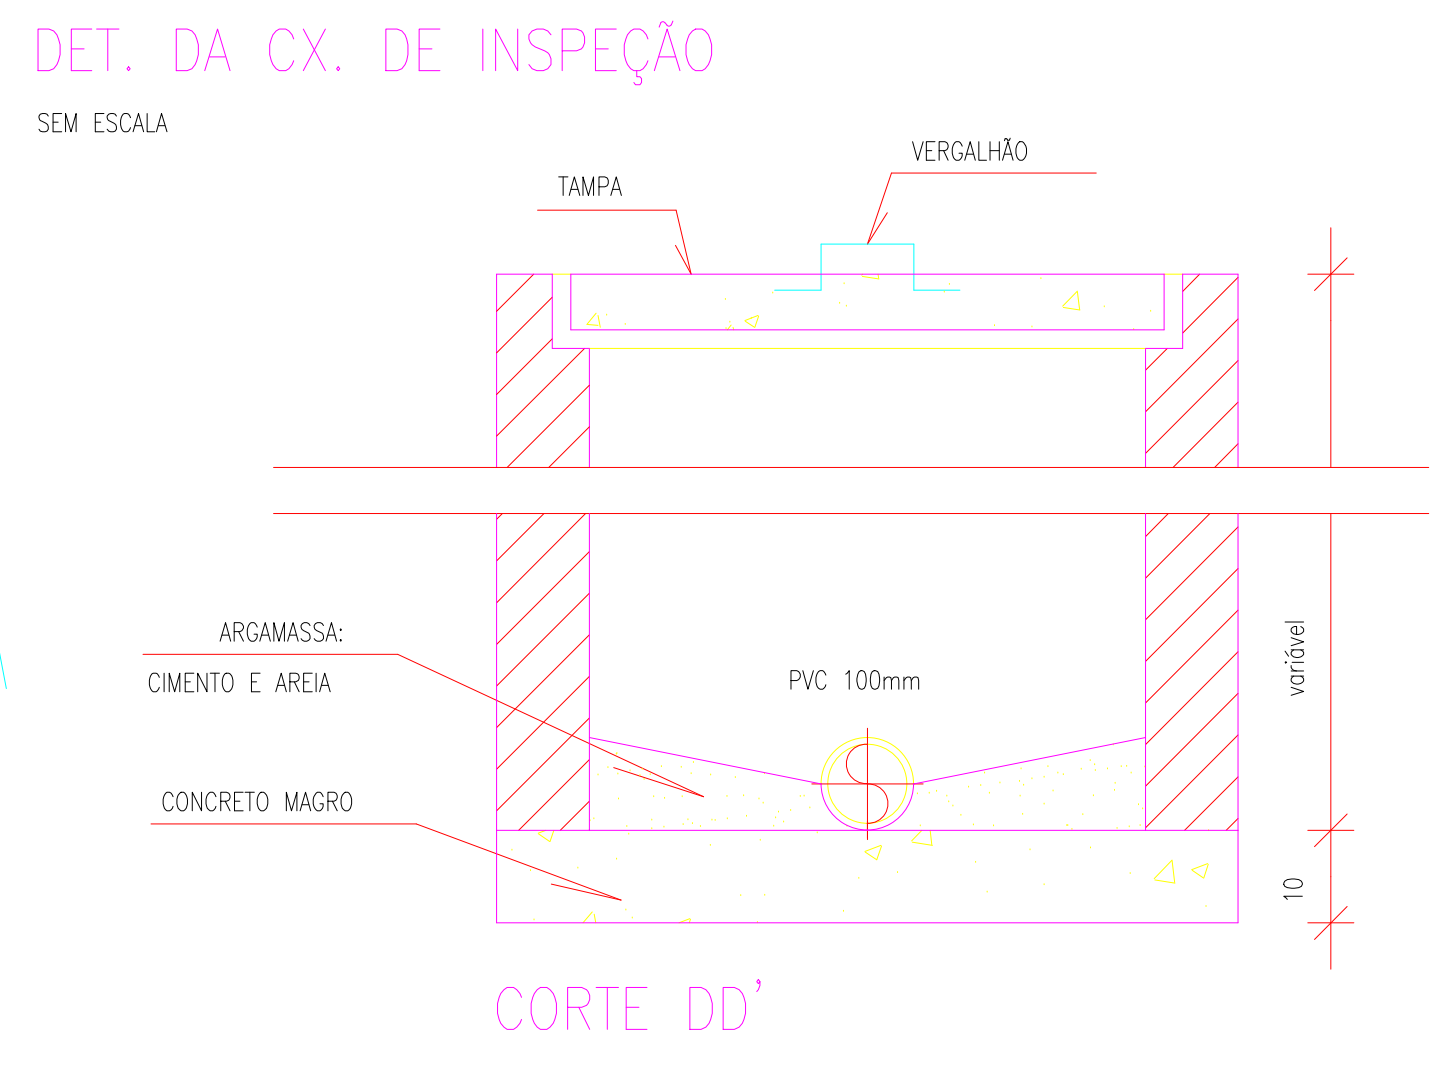 DET. DA CX. DE INSPEÇÃO
SEM ESCALA
VERGALHÃO
TAMPA
ARGAMASSA:
CIMENTO E AREIA
PVC 100mm
variável
CONCRETO MAGRO
10
CORTE DD'